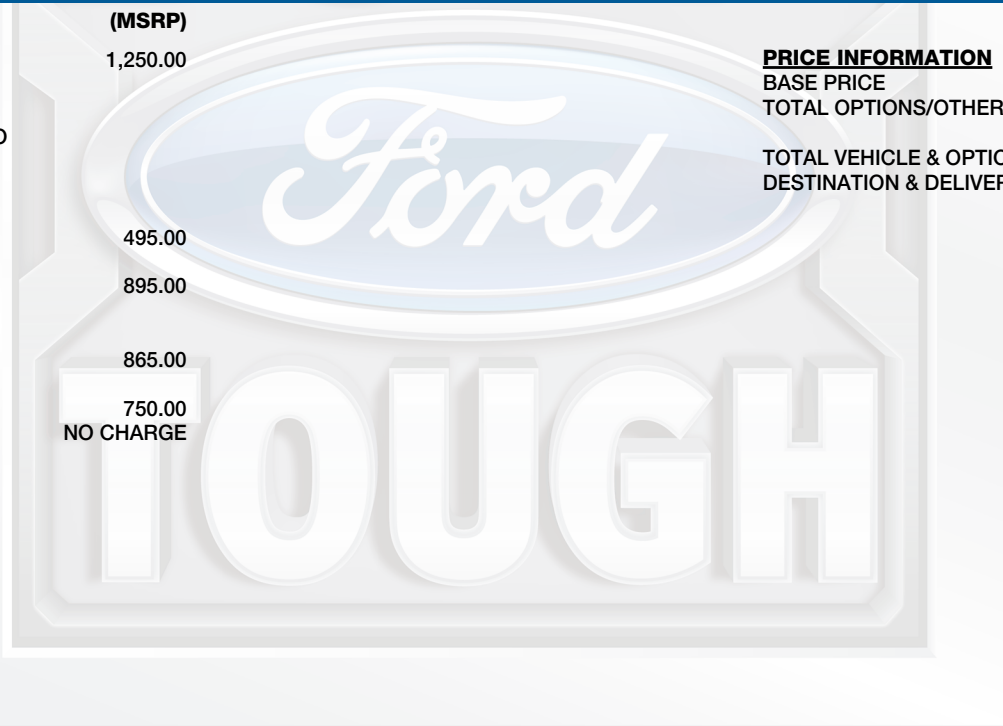 (MSRP)
1,250.00
495.00
895.00
865.00
750.00
NO CHARGE
PRICE INFORMATION
BASE PRICE
TOTAL OPTIONS/OTHER
TOTAL VEHICLE & OPTIO
DESTINATION & DELIVER
Ford
TOUGH